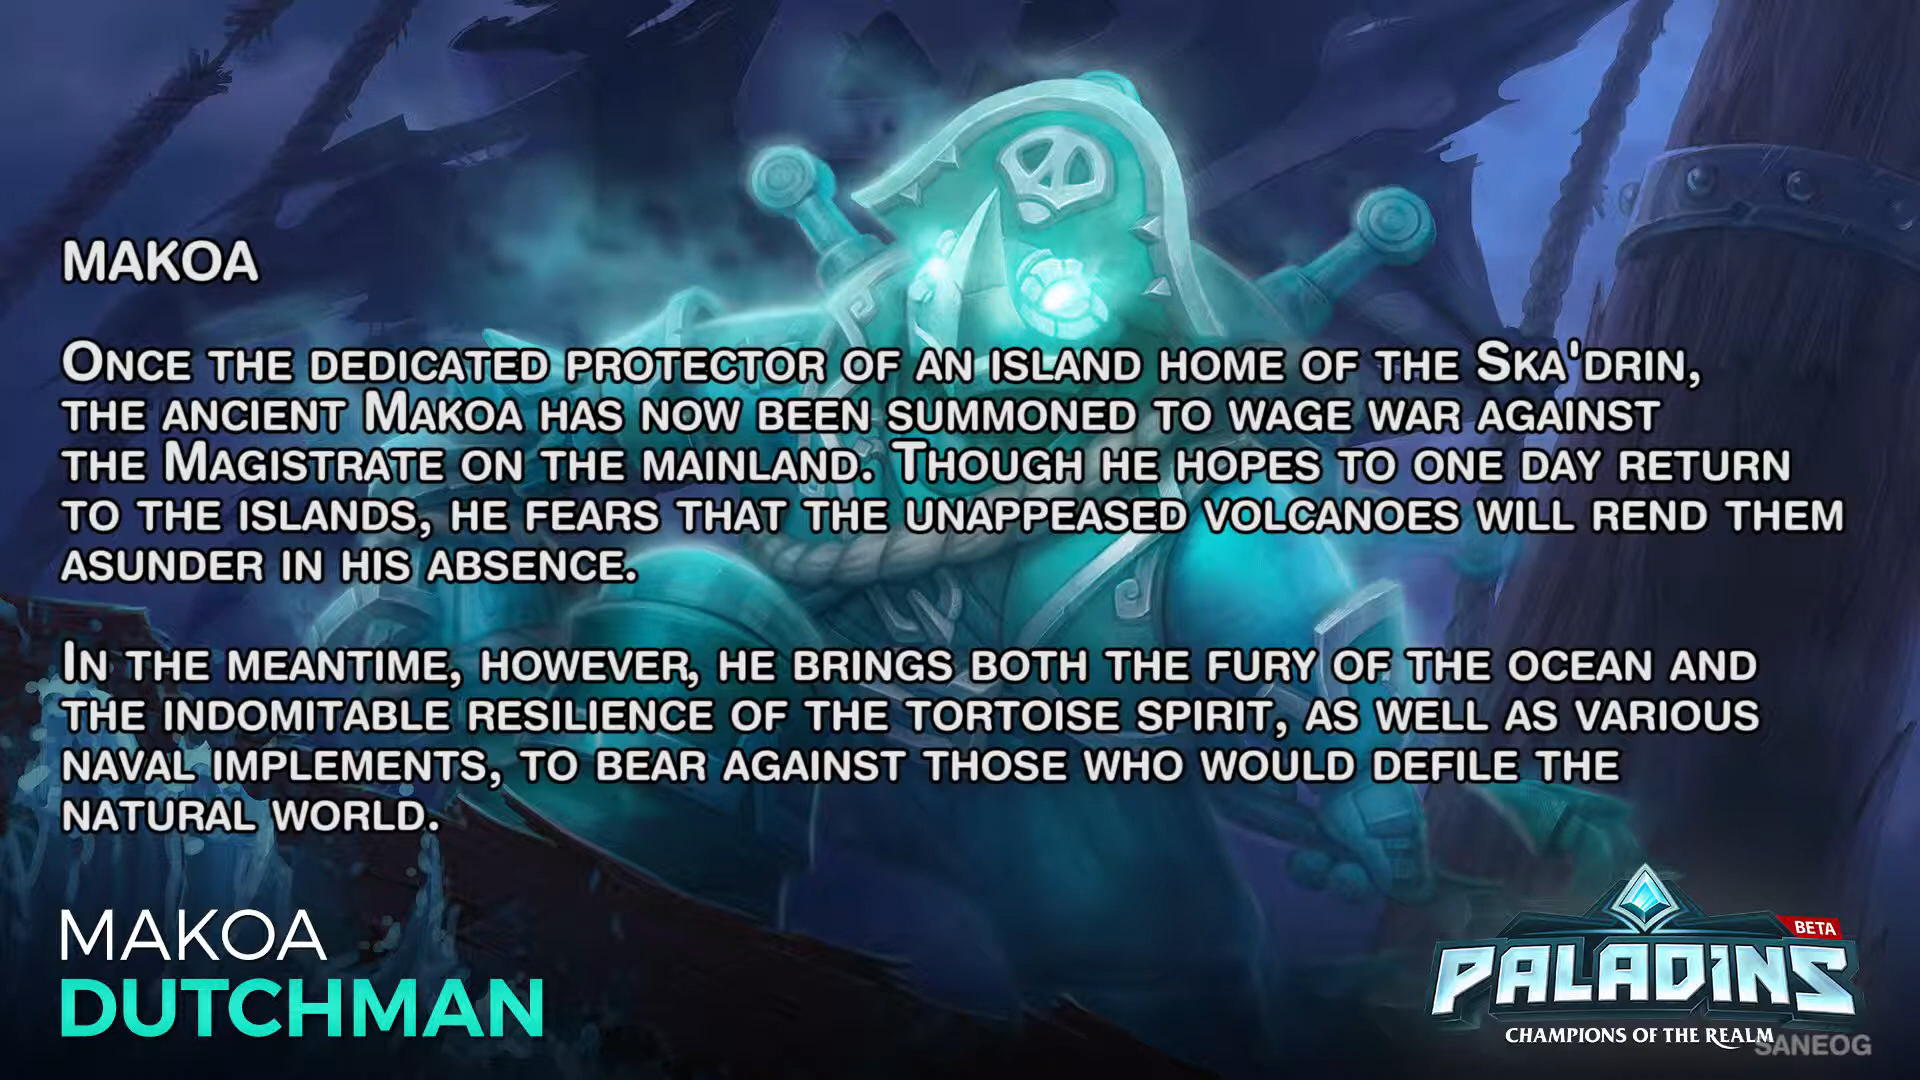 MAKOA
ONCE THE DEDICATED PROTECTOR OF AN ISLAND HOME OF THE SKA'DRIN,
THE ANCIENT MAKOA HAS NOW BEEN SUMMONED TO WAGE WAR AGAINST
THE MAGISTRATE ON THE MAINLAND. THOUGH HE HOPES TO ONE DAY RETURN
TO THE ISLANDS, HE FEARS THAT THE UNAPPEASED VOLCANOES WILL REND THEM
ASUNDER IN HIS ABSENCE.
IN THE MEANTIME, HOWEVER, HE BRINGS BOTH THE FURY OF THE OCEAN AND
THE INDOMITABLE RESILIENCE OF THE TORTOISE SPIRIT, AS WELL AS VARIOUS
NAVAL IMPLEMENTS, TO BEAR AGAINST THOSE WHO WOULD DEFILE THE
NATURAL WORLD.
MAKOA
DUTCHMAN
BETA
PALADINS
CHAMPIONS OF THE REALM
SANEOG